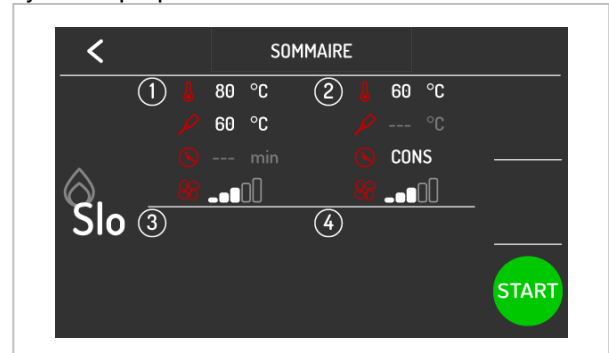 SOMMAIRE
1 80 °C 2 60 °C
60 °C --- °C
--- min CONS
Slo 3 4
START